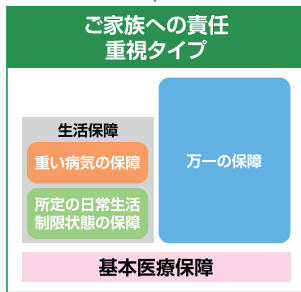 ご家族への責任
重視タイプ
生活保障
重い病気の保障
所定の日常生活
制限状態の保障
万一の保障
基本医療保障